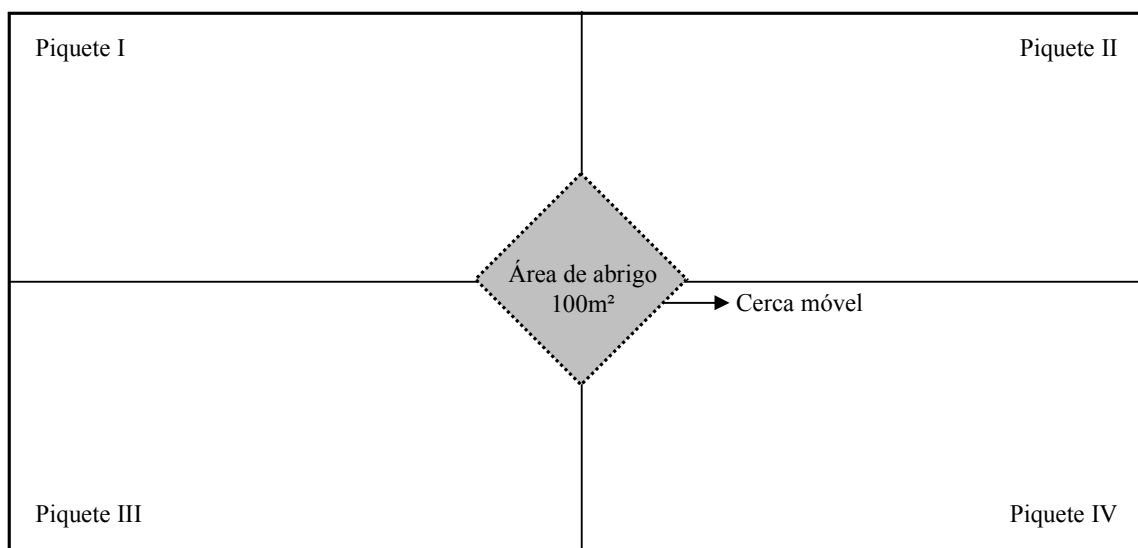 Piquete I
Piquete II
Área de abrigo
100m²
Cerca móvel
Piquete III
Piquete IV